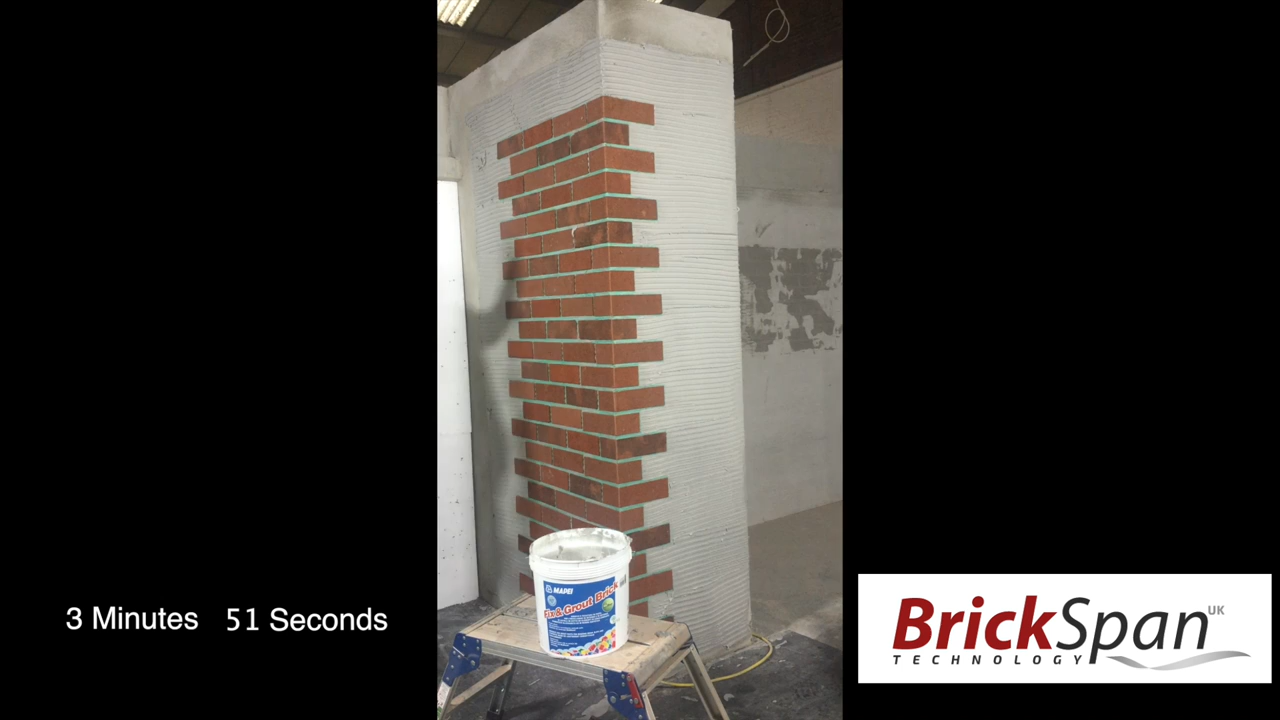 3 Minutes 51 Seconds
MAPEI
Fix & Grout Brick
BrickSpan UK
TECHNOLOGY